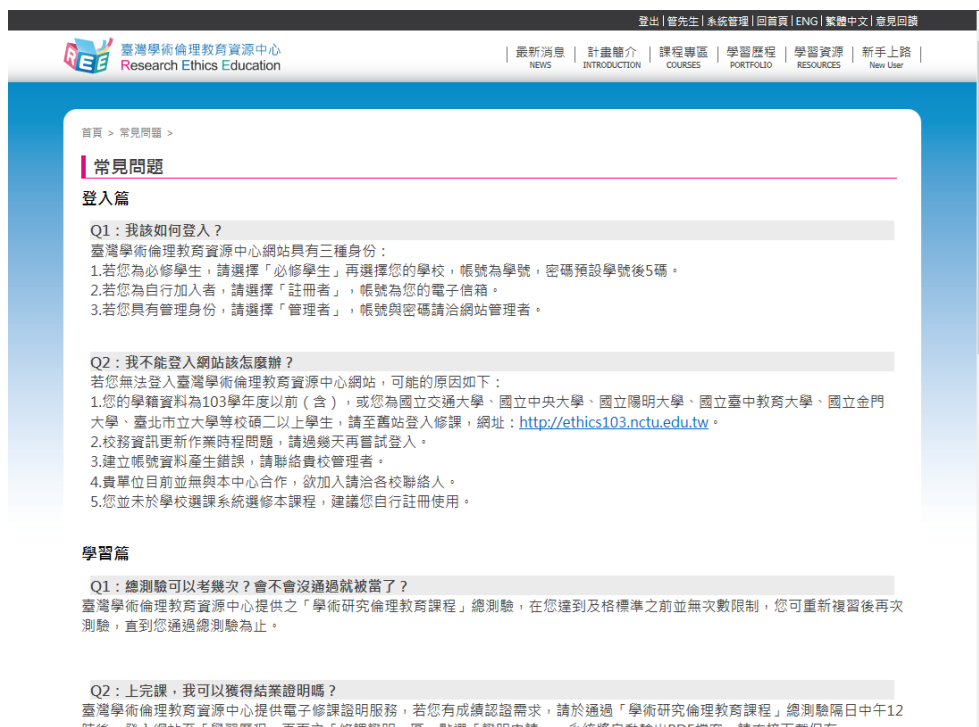 登出 | 管先生 | 系統管理 | 回首頁 | ENG | 繁體中文 | 意見回饋
REE 臺灣學術倫理教育資源中心
Research Ethics Education
最新消息 | 計畫簡介 | 課程專區 | 學習歷程 | 學習資源 | 新手上路
NEWS INTRODUCTION COURSES PORTFOLIO RESOURCES New User
首頁 > 常見問題 >
常見問題
登入篇
Q1：我該如何登入？
臺灣學術倫理教育資源中心網站具有三種身份：
1.若您為必修學生，請選擇「必修學生」再選擇您的學校，帳號為學號，密碼預設學號後5碼。
2.若您為自行加入者，請選擇「註冊者」，帳號為您的電子信箱。
3.若您具有管理身份，請選擇「管理者」，帳號與密碼請洽網站管理者。
Q2：我不能登入網站該怎麼辦？
若您無法登入臺灣學術倫理教育資源中心網站，可能的原因如下：
1.您的學籍資料為103學年度以前（含），或您為國立交通大學、國立中央大學、國立陽明大學、國立臺中教育大學、國立金門
大學、臺北市立大學等校碩二以上學生，請至舊站登入修課，網址：http://ethics103.nctu.edu.tw。
2.校務資訊更新作業時程問題，請過幾天再嘗試登入。
3.建立帳號資料產生錯誤，請聯絡貴校管理者。
4.貴單位目前並無與本中心合作，欲加入請洽各校聯絡人。
5.您並未於學校選課系統選修本課程，建議您自行註冊使用。
學習篇
Q1：總測驗可以考幾次？會不會沒通過就被當了？
臺灣學術倫理教育資源中心提供之「學術研究倫理教育課程」總測驗，在您達到及格標準之前並無次數限制，您可重新複習後再次
測驗，直到您通過總測驗為止。
Q2：上完課，我可以獲得結業證明嗎？
臺灣學術倫理教育資源中心提供電子修課證明服務，若您有成績認證需求，請於通過「學術研究倫理教育課程」總測驗隔日中午12